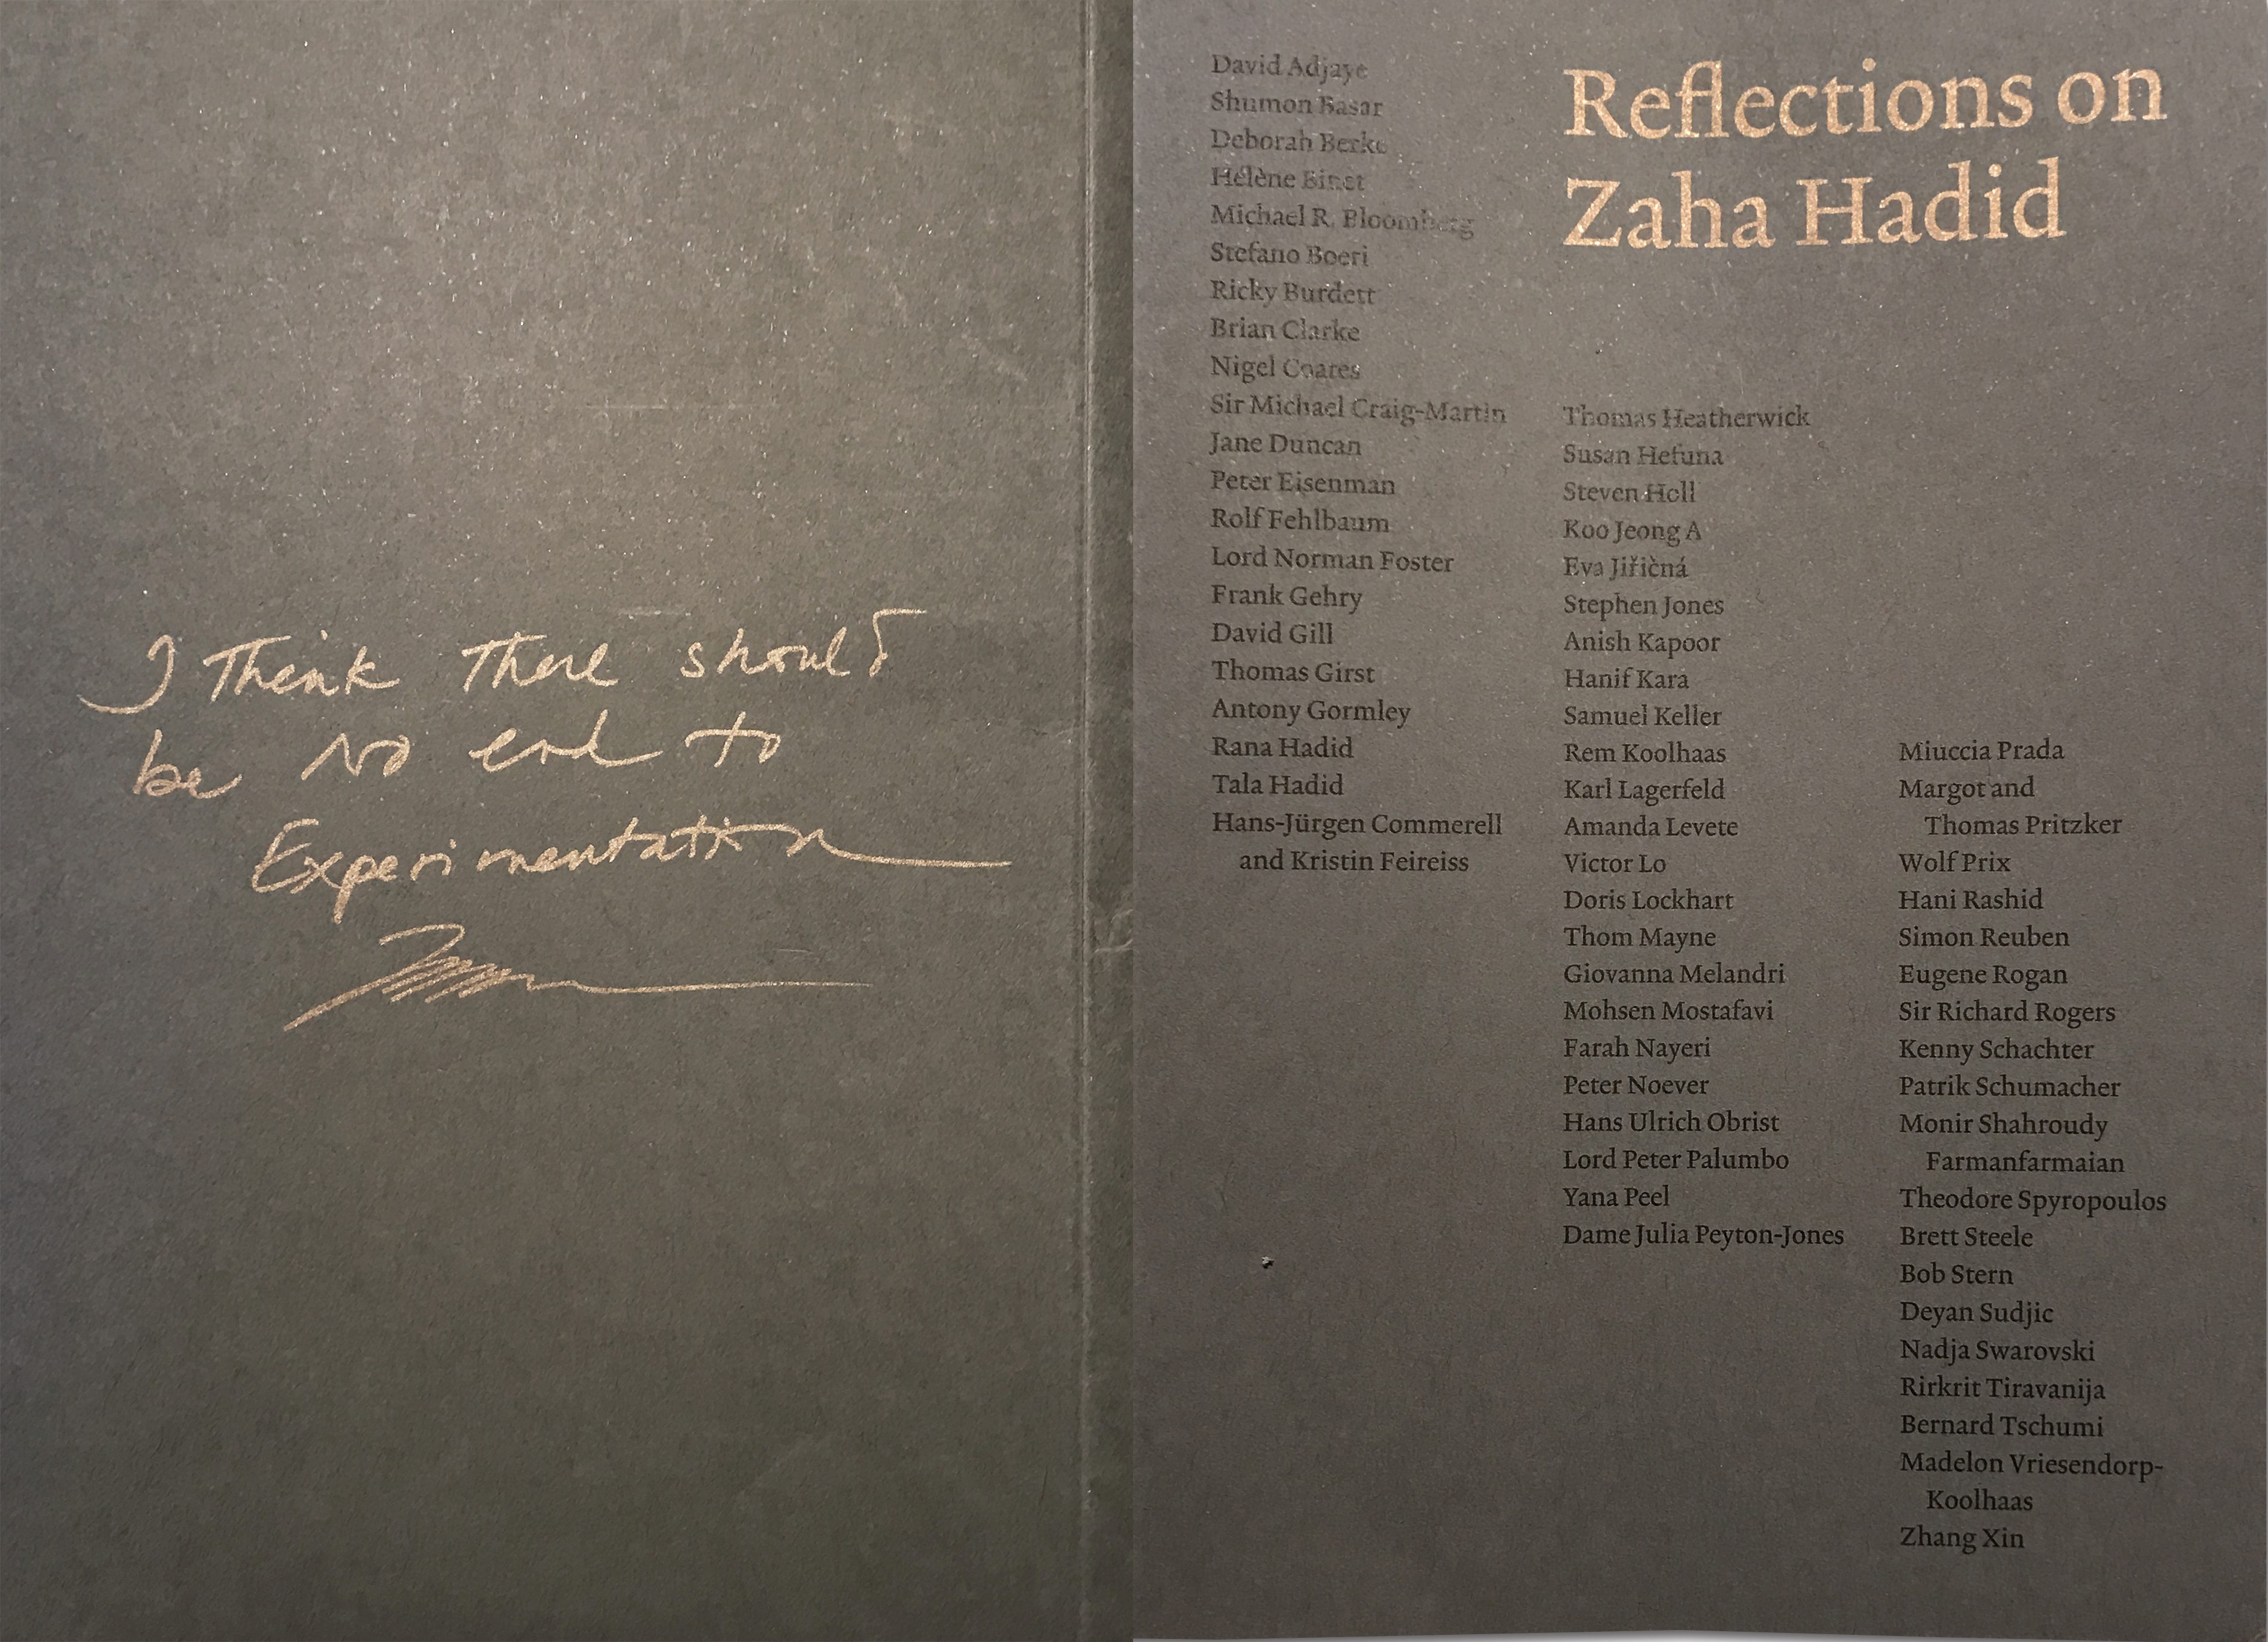 I Think There should
be No end to
Experimentation
Reflections on
Zaha Hadid
David Adjaye
Shumon Basar
Deborah Berke
Hélène Binet
Michael R. Bloomberg
Stefano Boeri
Ricky Burdett
Brian Clarke
Nigel Coates
Sir Michael Craig-Martin
Jane Duncan
Peter Eisenman
Rolf Fehlbaum
Lord Norman Foster
Frank Gehry
David Gill
Thomas Girst
Antony Gormley
Rana Hadid
Tala Hadid
Hans-Jürgen Commerell
and Kristin Feireiss
Thomas Heatherwick
Susan Hefuna
Steven Holl
Koo Jeong A
Eva Jiřičná
Stephen Jones
Anish Kapoor
Hanif Kara
Samuel Keller
Rem Koolhaas
Karl Lagerfeld
Amanda Levete
Victor Lo
Doris Lockhart
Thom Mayne
Giovanna Melandri
Mohsen Mostafavi
Farah Nayeri
Peter Noever
Hans Ulrich Obrist
Lord Peter Palumbo
Yana Peel
Dame Julia Peyton-Jones
Miuccia Prada
Margot and
Thomas Pritzker
Wolf Prix
Hani Rashid
Simon Reuben
Eugene Rogan
Sir Richard Rogers
Kenny Schachter
Patrik Schumacher
Monir Shahroudy
Farmanfarmaian
Theodore Spyropoulos
Brett Steele
Bob Stern
Deyan Sudjic
Nadja Swarovski
Rirkrit Tiravanija
Bernard Tschumi
Madelon Vriesendorp-
Koolhaas
Zhang Xin